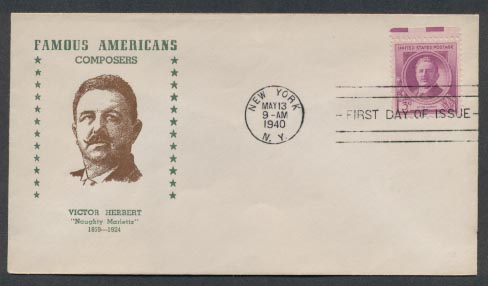 FAMOUS AMERICANS
COMPOSERS
VICTOR HERBERT
"Naughty Marietta"
1859—1924
NEW YORK
MAY 13
9-AM
1940
N. Y.
UNITED STATES POSTAGE
3¢
FIRST DAY OF ISSUE